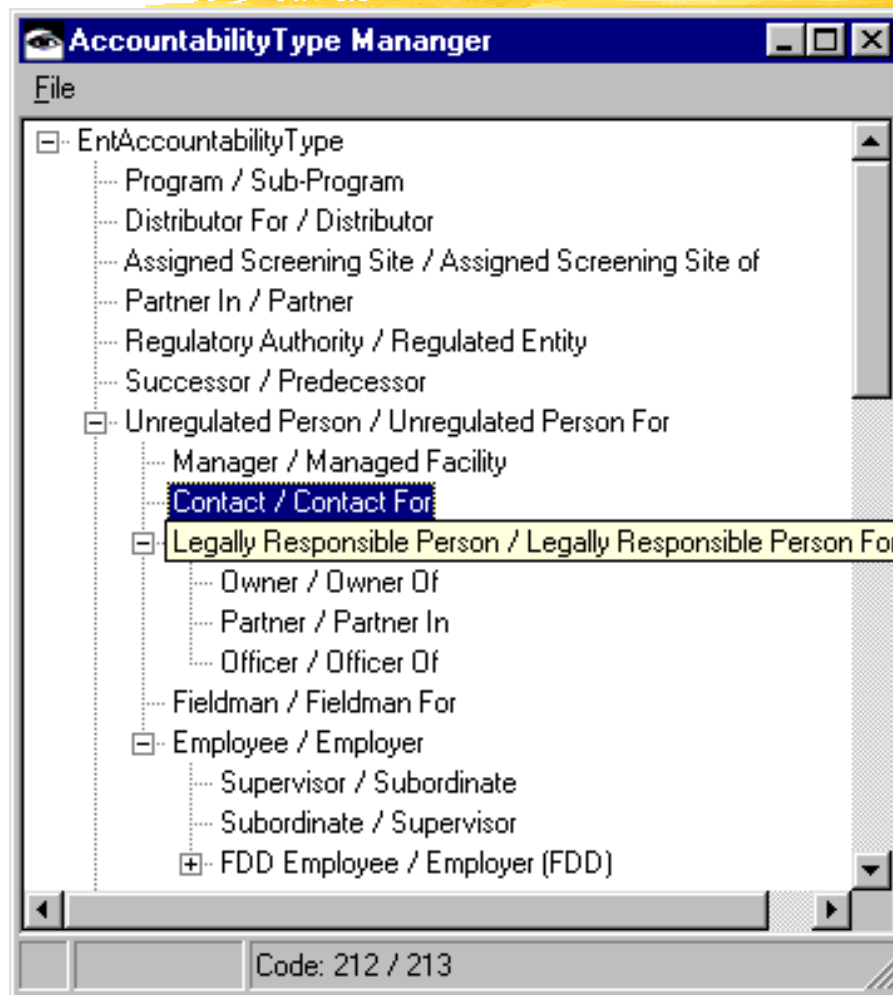 AccountabilityType Mananger
File
EntAccountabilityType
Program / Sub-Program
Distributor For / Distributor
Assigned Screening Site / Assigned Screening Site of
Partner In / Partner
Regulatory Authority / Regulated Entity
Successor / Predecessor
Unregulated Person / Unregulated Person For
Manager / Managed Facility
Contact / Contact For
Legally Responsible Person / Legally Responsible Person For
Owner / Owner Of
Partner / Partner In
Officer / Officer Of
Fieldman / Fieldman For
Employee / Employer
Supervisor / Subordinate
Subordinate / Supervisor
FDD Employee / Employer (FDD)
Code: 212 / 213